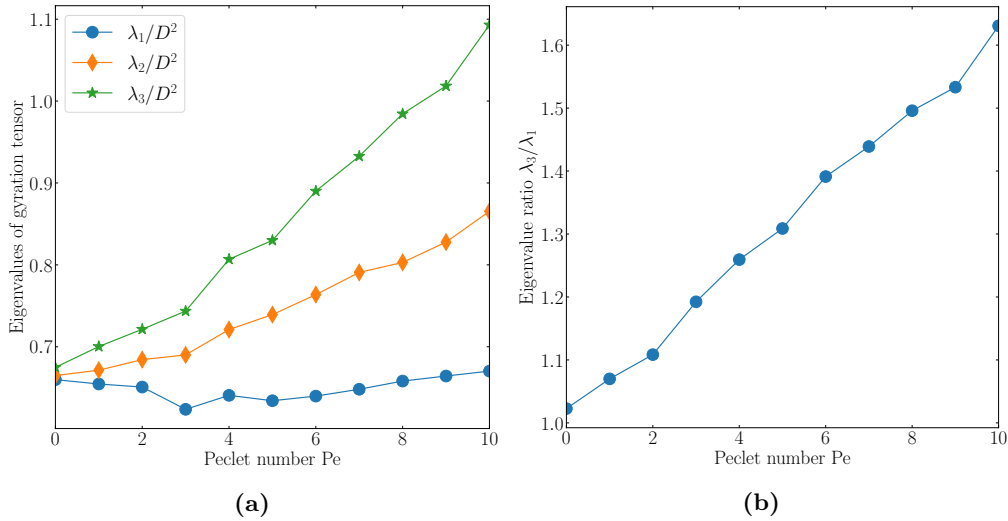 Eigenvalues of gyration tensor
1.1
1.0
0.9
0.8
0.7
λ₁/D²
λ₂/D²
λ₃/D²
0 2 4 6 8 10
Peclet number Pe
(a)
Eigenvalue ratio λ₃/λ₁
1.6
1.5
1.4
1.3
1.2
1.1
1.0
0 2 4 6 8 10
Peclet number Pe
(b)